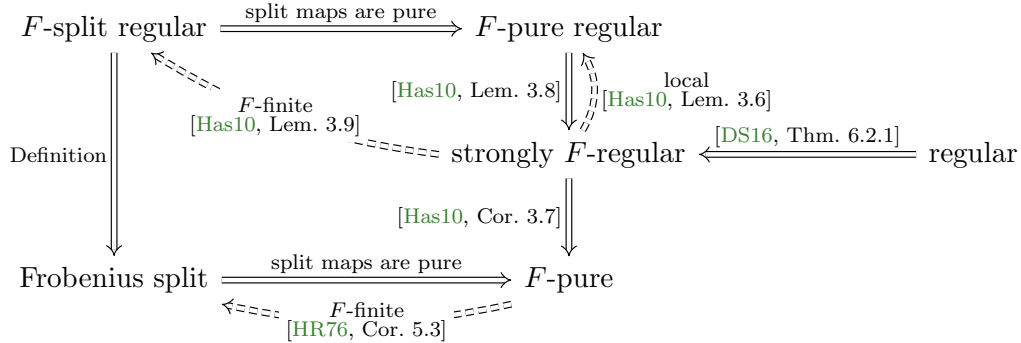 split maps are pure
F-split regular
F-pure regular
[Has10, Lem. 3.8]
local
[Has10, Lem. 3.6]
F-finite
[Has10, Lem. 3.9]
Definition
[DS16, Thm. 6.2.1]
strongly F-regular
regular
[Has10, Cor. 3.7]
split maps are pure
Frobenius split
F-pure
F-finite
[HR76, Cor. 5.3]